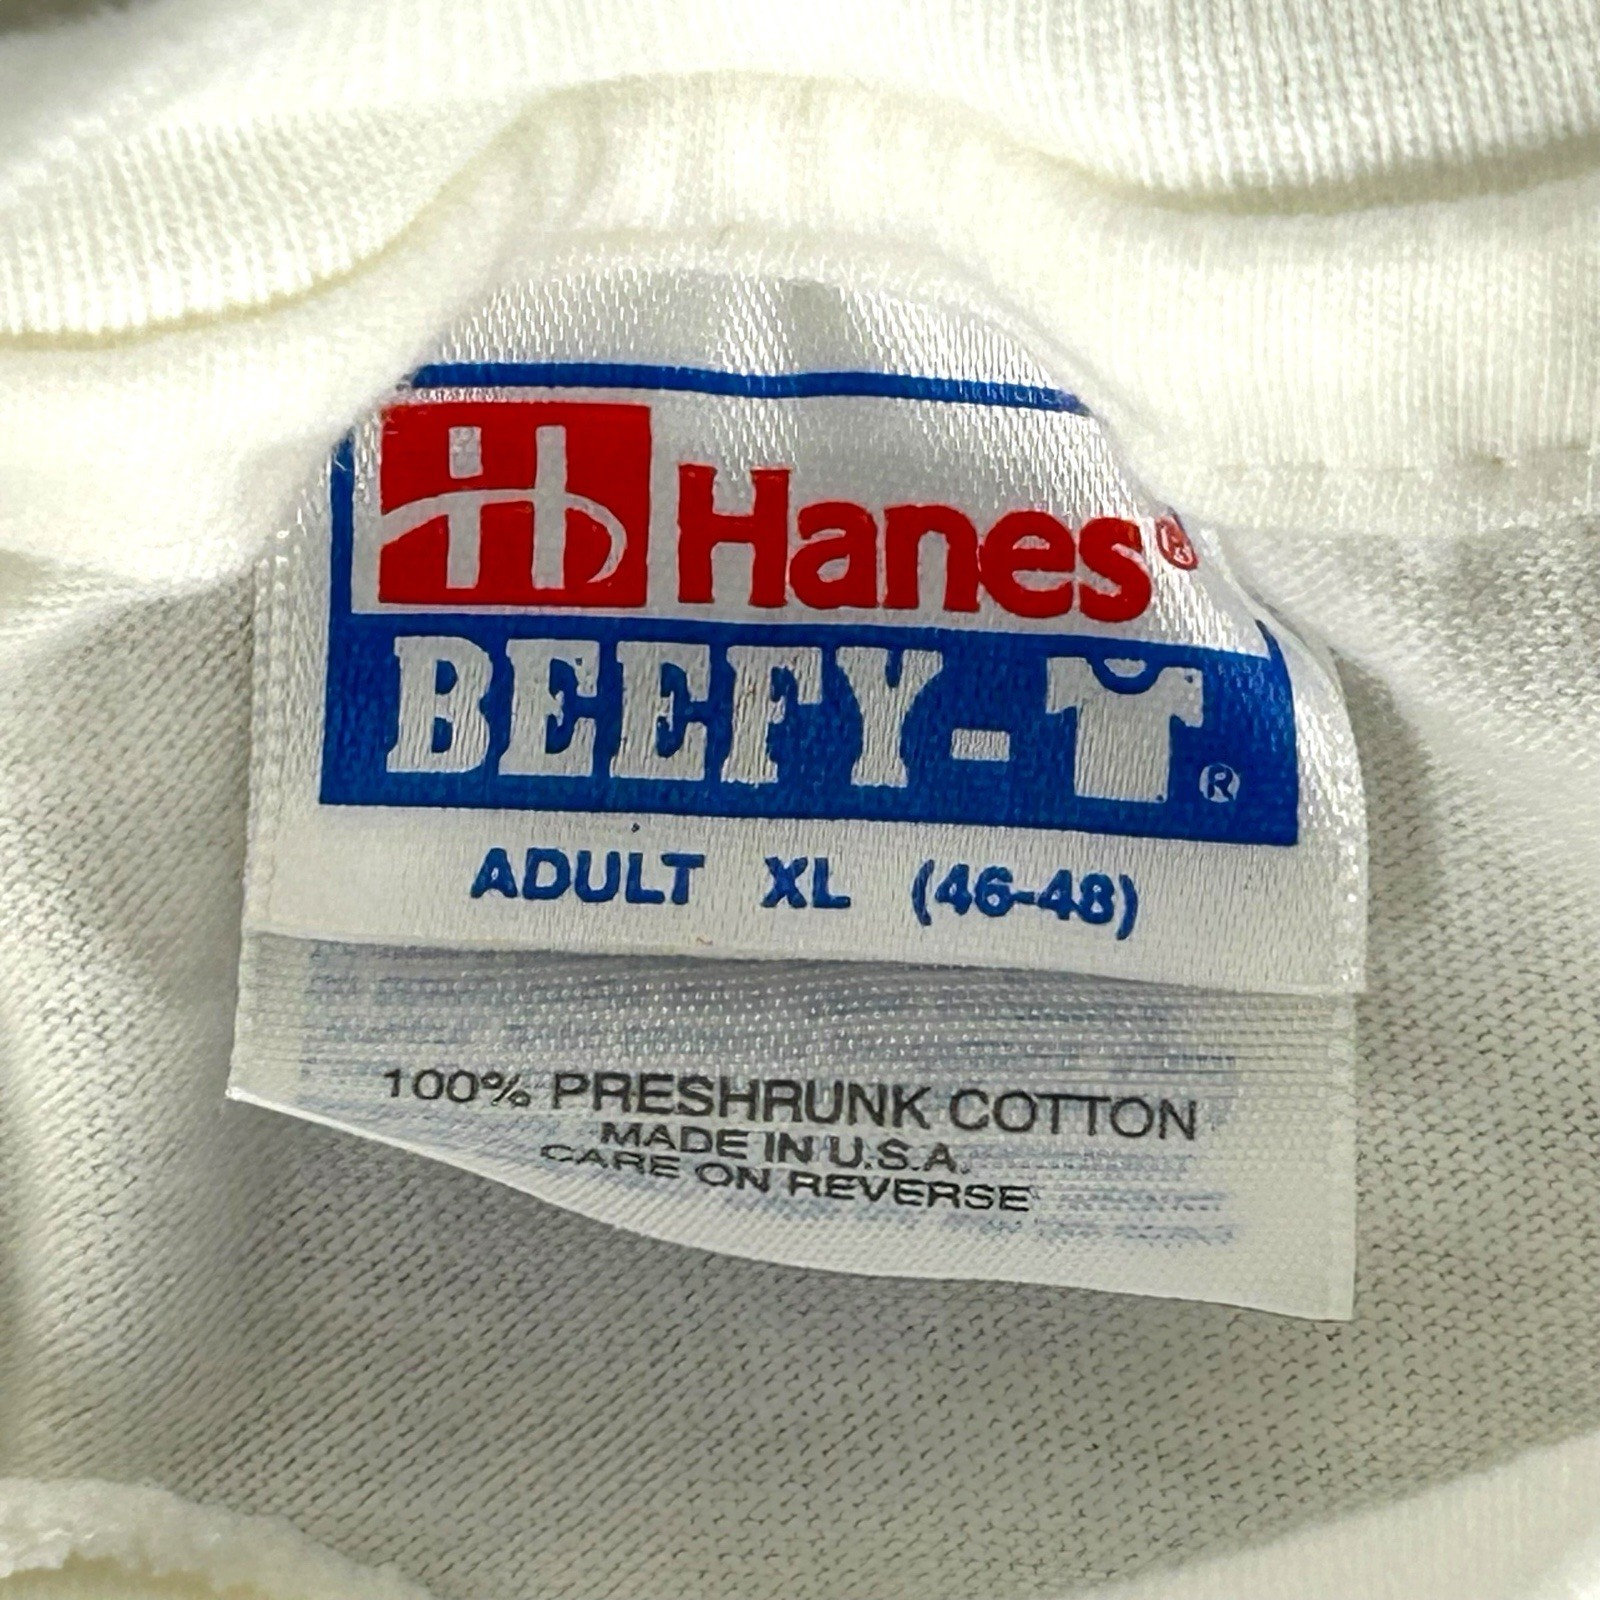 Hanes®
BEEFY-T®
ADULT XL (46-48)
100% PRESHRUNK COTTON
MADE IN U.S.A.
CARE ON REVERSE